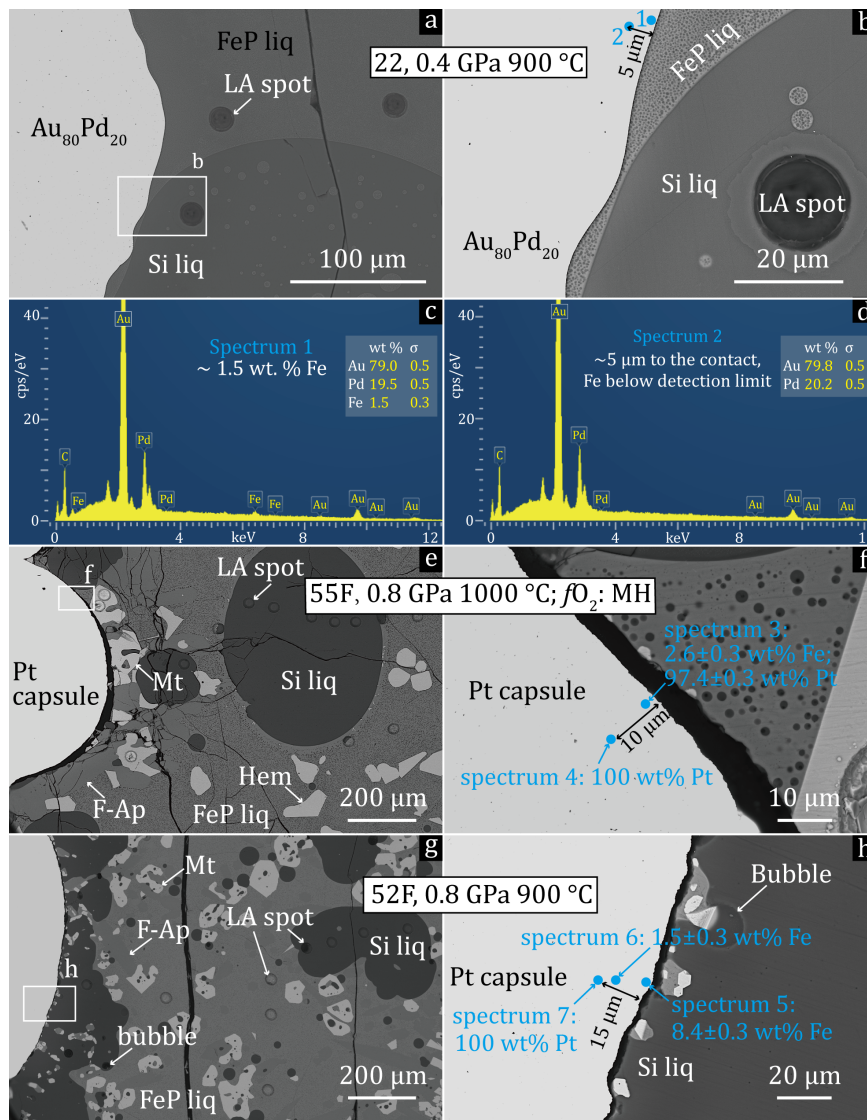 a
FeP liq
LA spot
Au₈₀Pd₂₀
b
Si liq
100 µm
22, 0.4 GPa 900 °C
b
1
2
5 µm
FeP liq
Si liq
LA spot
Au₈₀Pd₂₀
20 µm
c
40
20
0
cps/eV
Au
Spectrum 1
~ 1.5 wt. % Fe
wt % σ
Au 79.0 0.5
Pd 19.5 0.5
Fe 1.5 0.3
Pd
C
Fe
Pd
Fe
Fe
Au
Au
Au
Au
0 4 keV 8 12
d
40
20
0
cps/eV
Au
Spectrum 2
~5 µm to the contact,
Fe below detection limit
wt % σ
Au 79.8 0.5
Pd 20.2 0.5
Pd
C
Pd
Au
Au
Au
Au
0 4 keV 8 1
e
f
LA spot
55F, 0.8 GPa 1000 °C; fO₂: MH
Pt
capsule
Mt
Si liq
Hem
F-Ap
FeP liq
200 µm
f
spectrum 3:
2.6±0.3 wt% Fe;
97.4±0.3 wt% Pt
Pt capsule
10 µm
spectrum 4: 100 wt% Pt
10 µm
g
Mt
52F, 0.8 GPa 900 °C
F-Ap
LA spot
Si liq
h
bubble
FeP liq
200 µm
h
Bubble
spectrum 6: 1.5±0.3 wt% Fe
Pt capsule
spectrum 7:
100 wt% Pt
15 µm
spectrum 5:
8.4±0.3 wt% Fe
Si liq
20 µm